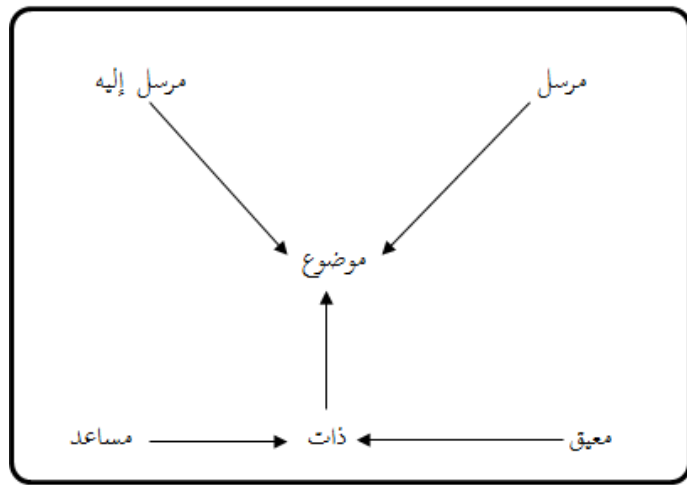 مرسل
مرسل إليه
موضوع
معيق
ذات
مساعد